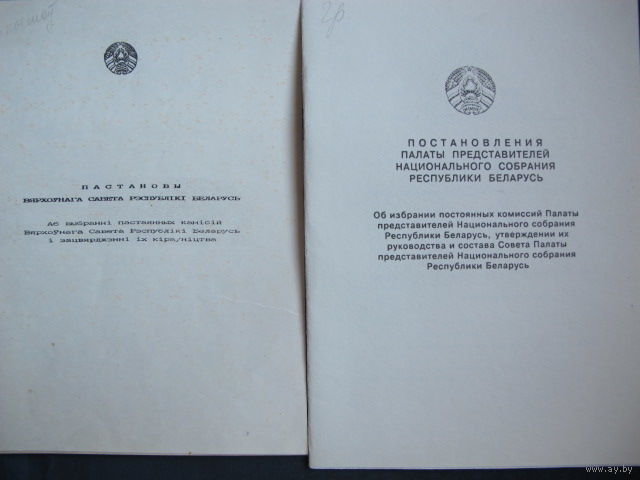 П А С Т А Н О В Ы
ВЯРХОЎНАГА САВЕТА РЭСПУБЛІКІ БЕЛАРУСЬ
Аб выбранні пастаянных камісій
Вярхоўнага Савета Рэспублікі Беларусь
і зацвярджэнні іх кіраўніцтва
ПОСТАНОВЛЕНИЯ
ПАЛАТЫ ПРЕДСТАВИТЕЛЕЙ
НАЦИОНАЛЬНОГО СОБРАНИЯ
РЕСПУБЛИКИ БЕЛАРУСЬ
Об избрании постоянных комиссий Палаты
представителей Национального собрания
Республики Беларусь, утверждении их
руководства и состава Совета Палаты
представителей Национального собрания
Республики Беларусь
www.ay.by